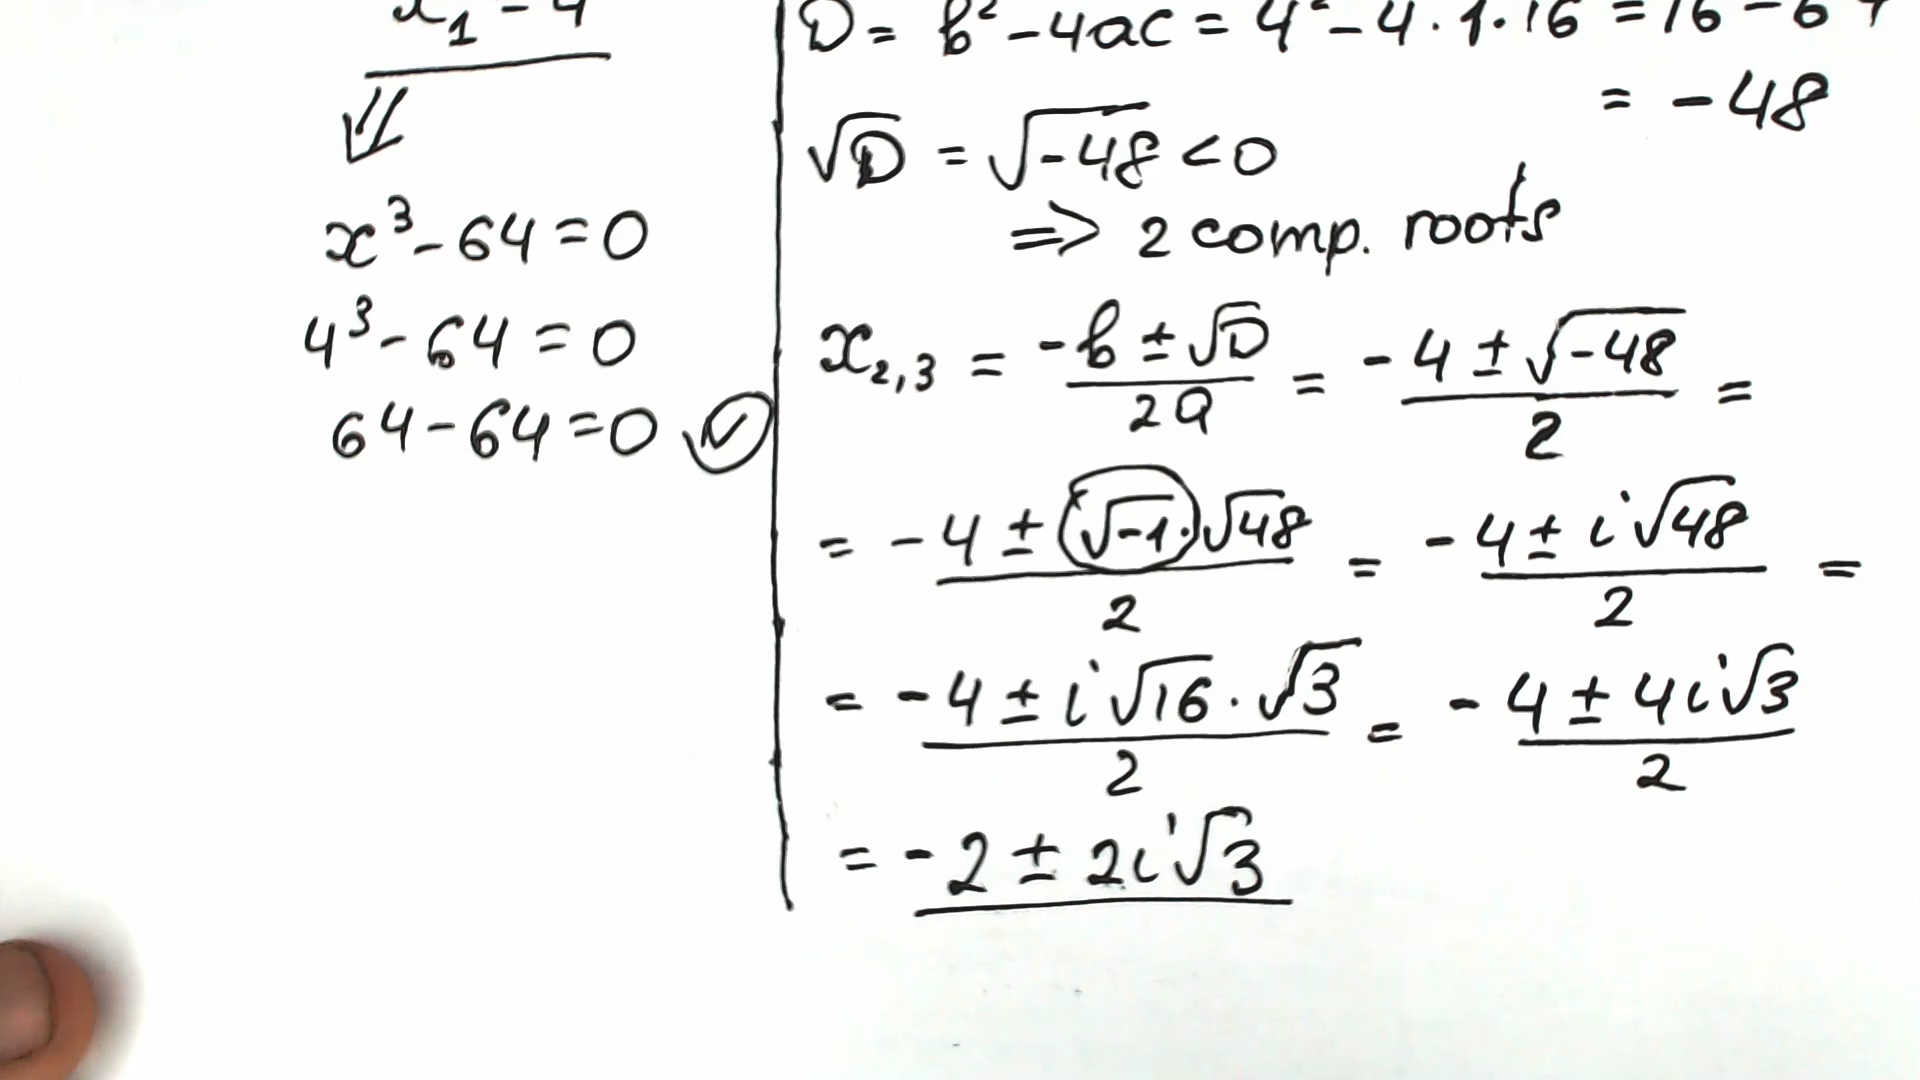 x₁ = 4
x³ - 64 = 0
4³ - 64 = 0
64 - 64 = 0 ✓
D = b² - 4ac = 4² - 4 · 1 · 16 = 16 - 64
= -48
√D = √-48 < 0
⇒ 2 comp. roots
x₂,₃ = (-b ± √D)/2a = (-4 ± √-48)/2 =
= (-4 ± √-1 · √48)/2 = (-4 ± i√48)/2 =
= (-4 ± i√16 · √3)/2 = (-4 ± 4i√3)/2
= -2 ± 2i√3